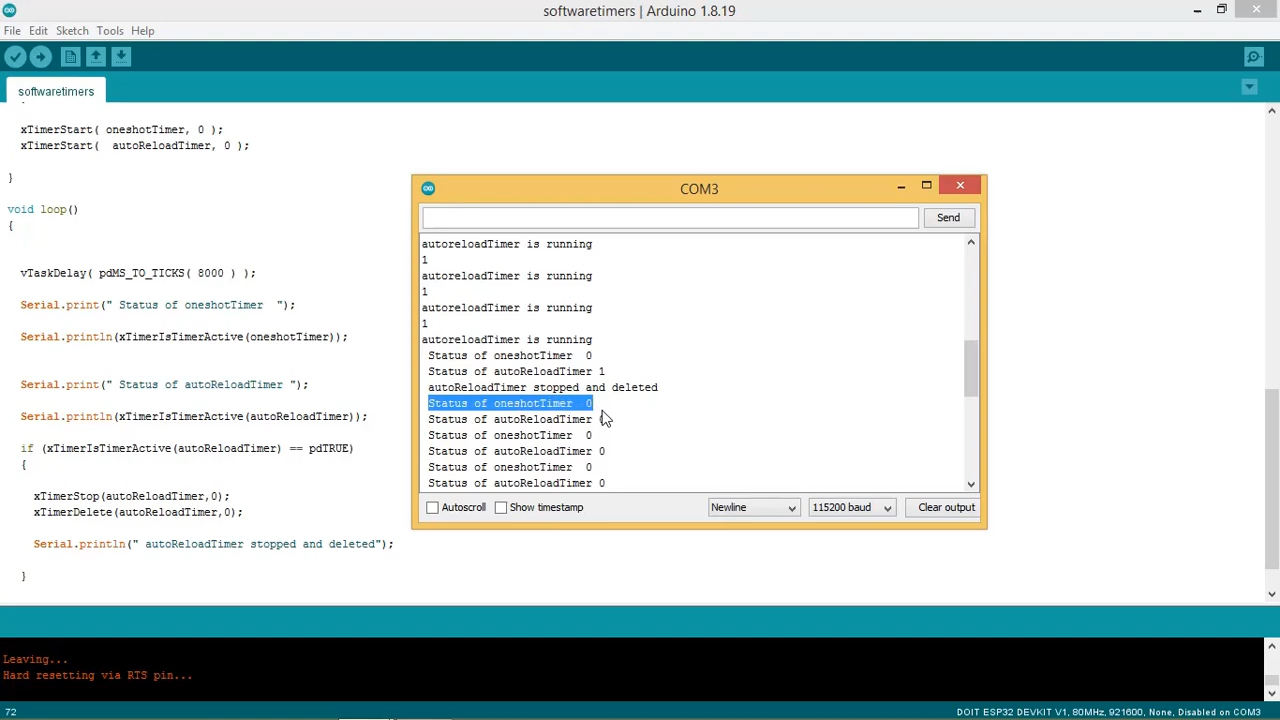 softwaretimers | Arduino 1.8.19
File Edit Sketch Tools Help
softwaretimers
xTimerStart( oneshotTimer, 0 );
xTimerStart(  autoReloadTimer, 0 );
}
void loop()
{
vTaskDelay( pdMS_TO_TICKS( 8000 ) );
Serial.print(" Status of oneshotTimer  ");
Serial.println(xTimerIsTimerActive(oneshotTimer));
Serial.print(" Status of autoReloadTimer ");
Serial.println(xTimerIsTimerActive(autoReloadTimer));
if (xTimerIsTimerActive(autoReloadTimer) == pdTRUE)
{
xTimerStop(autoReloadTimer,0);
xTimerDelete(autoReloadTimer,0);
Serial.println(" autoReloadTimer stopped and deleted");
}
COM3
Send
autoreloadTimer is running
1
autoreloadTimer is running
1
autoreloadTimer is running
1
autoreloadTimer is running
Status of oneshotTimer  0
Status of autoReloadTimer 1
autoReloadTimer stopped and deleted
Status of oneshotTimer  0
Status of autoReloadTimer
Status of oneshotTimer  0
Status of autoReloadTimer 0
Status of oneshotTimer  0
Status of autoReloadTimer 0
Autoscroll Show timestamp Newline 115200 baud Clear output
Leaving...
Hard resetting via RTS pin...
72 DOIT ESP32 DEVKIT V1, 80MHz, 921600, None, Disabled on COM3